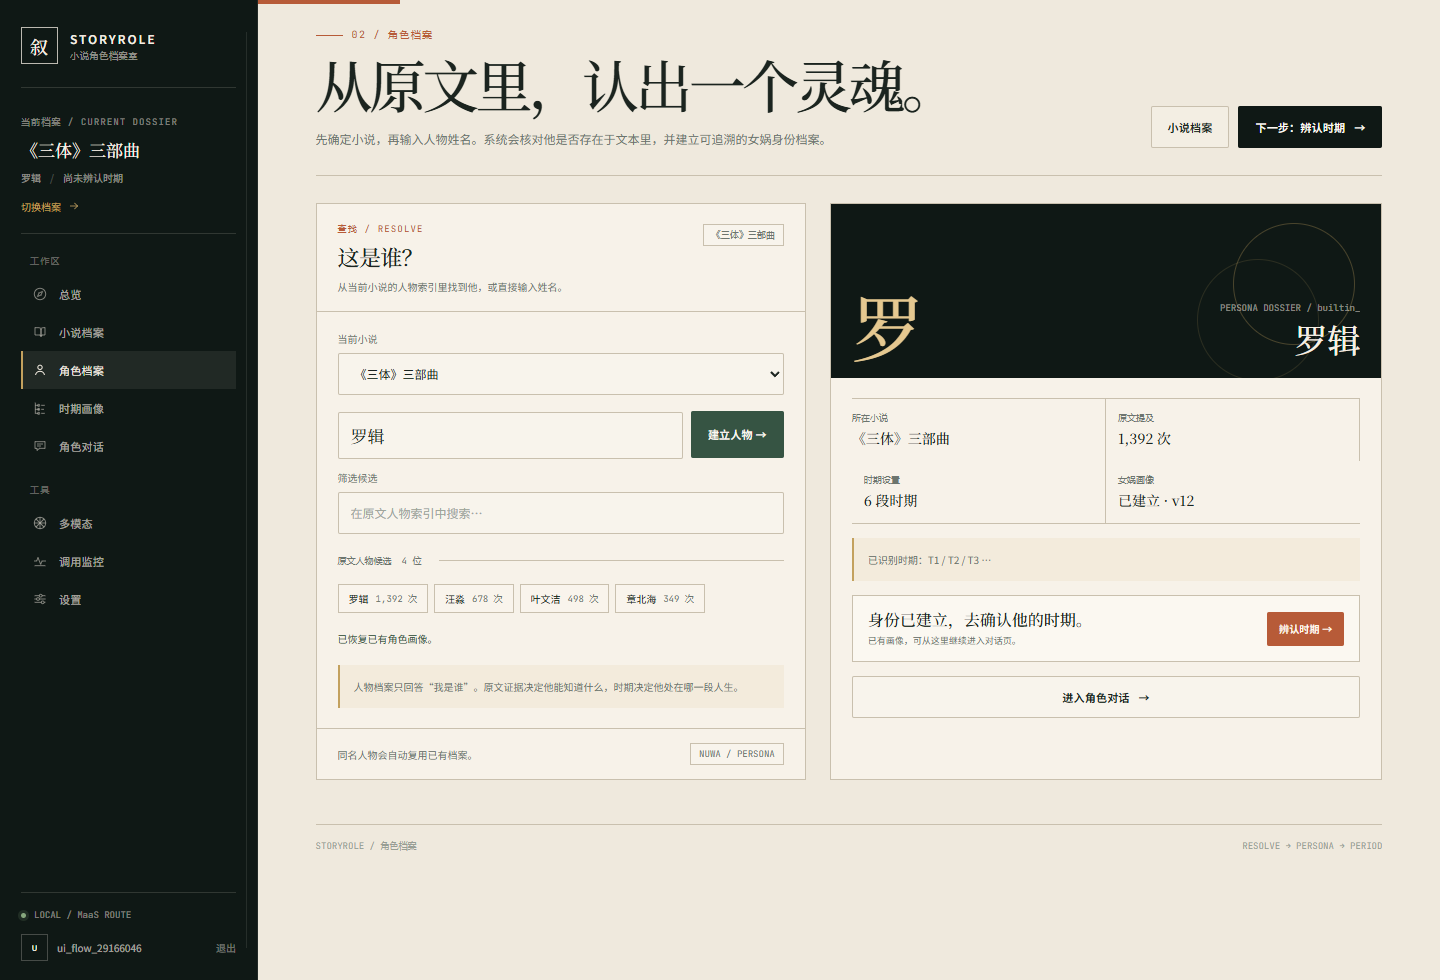 叙
STORYROLE
小说角色档案室
当前档案 / CURRENT DOSSIER
《三体》三部曲
罗辑 / 尚未辨认时期
切换档案 →
工作区
总览
小说档案
角色档案
时期画像
角色对话
工具
多模态
调用监控
设置
LOCAL / MaaS ROUTE
U
ui_flow_29166046
退出
02 / 角色档案
从原文里，认出一个灵魂。
先确定小说，再输入人物姓名。系统会核对他是否存在于文本里，并建立可追溯的女娲身份档案。
小说档案
下一步：辨认时期 →
查找 / RESOLVE
这是谁？
从当前小说的人物索引里找到他，或直接输入姓名。
《三体》三部曲
当前小说
《三体》三部曲
罗辑
建立人物 →
筛选候选
在原文人物索引中搜索…
原文人物候选 4 位
罗辑 1,392 次
汪淼 678 次
叶文洁 498 次
章北海 349 次
已恢复已有角色画像。
人物档案只回答“我是谁”。原文证据决定他能知道什么，时期决定他处在哪一段人生。
同名人物会自动复用已有档案。
NUWA / PERSONA
罗
PERSONA DOSSIER / builtin_
罗辑
所在小说
《三体》三部曲
原文提及
1,392 次
时期设置
6 段时期
女娲画像
已建立 · v12
已识别时期：T1 / T2 / T3 …
身份已建立，去确认他的时期。
已有画像，可从这里继续进入对话页。
辨认时期 →
进入角色对话 →
STORYROLE / 角色档案
RESOLVE → PERSONA → PERIOD